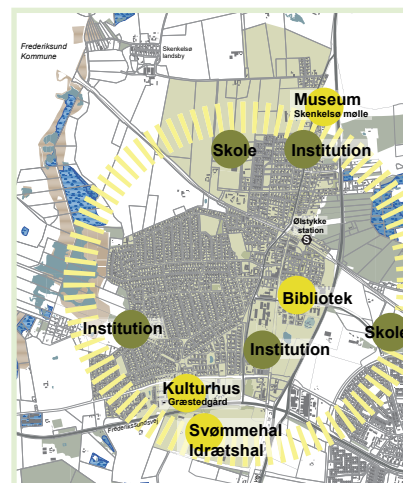 Frederiksund
Kommune
Skenkelsø
landsby
Museum
Skenkelsø mølle
Skole
Institution
Ølstykke
station
S
Bibliotek
Institution
Skole
Institution
Kulturhus
- Græstedgård
Frederikssundsvej
Svømmehal
Idrætshal